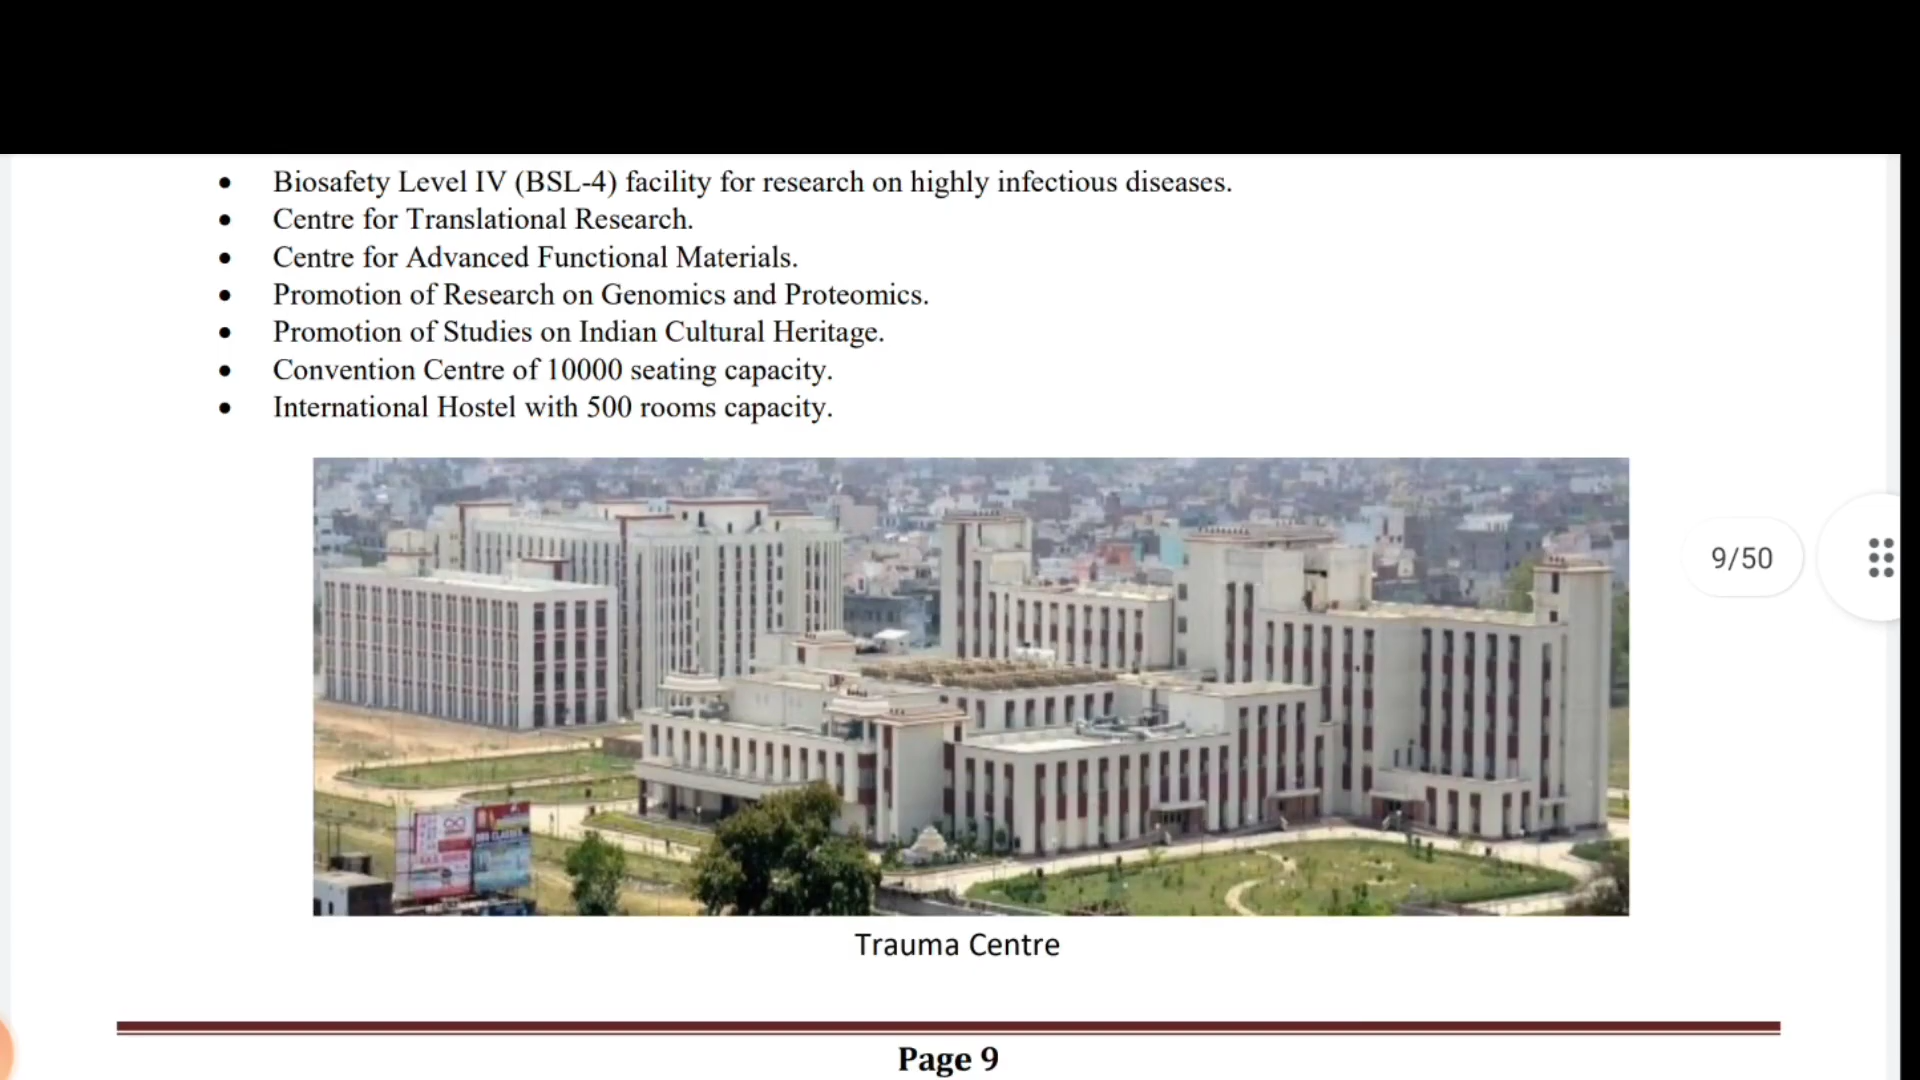 • Biosafety Level IV (BSL-4) facility for research on highly infectious diseases.
• Centre for Translational Research.
• Centre for Advanced Functional Materials.
• Promotion of Research on Genomics and Proteomics.
• Promotion of Studies on Indian Cultural Heritage.
• Convention Centre of 10000 seating capacity.
• International Hostel with 500 rooms capacity.
9/50
Trauma Centre
Page 9